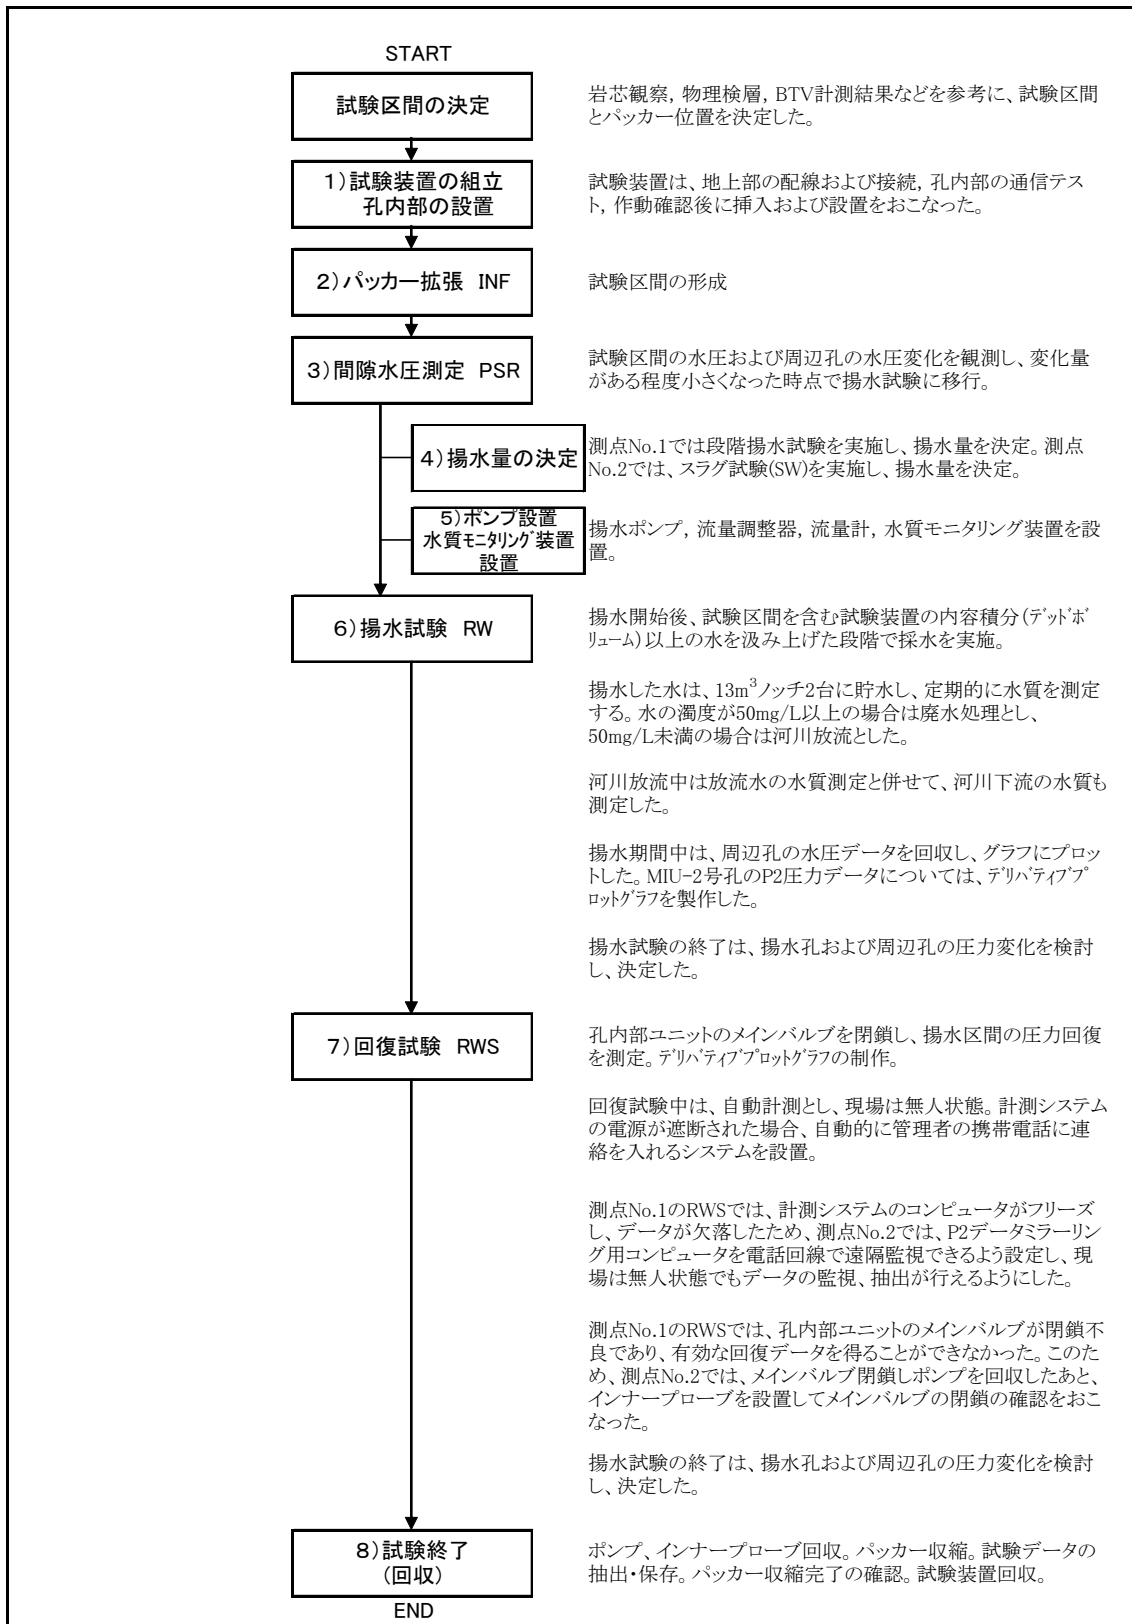 START
試験区間の決定
岩芯観察, 物理検層, BTV計測結果などを参考に、試験区間
とパッカー位置を決定した。
1)試験装置の組立
孔内部の設置
試験装置は、地上部の配線および接続, 孔内部の通信テス
ト, 作動確認後に挿入および設置をおこなった。
2)パッカー拡張 INF
試験区間の形成
3)間隙水圧測定 PSR
試験区間の水圧および周辺孔の水圧変化を観測し、変化量
がある程度小さくなった時点で揚水試験に移行。
4)揚水量の決定
測点No.1では段階揚水試験を実施し、揚水量を決定。測点
No.2では、スラグ試験(SW)を実施し、揚水量を決定。
5)ポンプ設置
水質ﾓﾆﾀﾘﾝｸﾞ装置
設置
揚水ポンプ, 流量調整器, 流量計, 水質モニタリング装置を設
置。
6)揚水試験 RW
揚水開始後、試験区間を含む試験装置の内容積分(ﾃﾞｯﾄﾞﾎﾞ
ﾘｭｰﾑ)以上の水を汲み上げた段階で採水を実施。
揚水した水は、13m³ノッチ2台に貯水し、定期的に水質を測定
する。水の濁度が50mg/L以上の場合は廃水処理とし、
50mg/L未満の場合は河川放流とした。
河川放流中は放流水の水質測定と併せて、河川下流の水質も
測定した。
揚水期間中は、周辺孔の水圧データを回収し、グラフにプロッ
トした。MIU-2号孔のP2圧力データについては、ﾃﾞﾘﾊﾞﾃｨﾌﾞﾌﾟ
ﾛｯﾄｸﾞﾗﾌを製作した。
揚水試験の終了は、揚水孔および周辺孔の圧力変化を検討
し、決定した。
7)回復試験 RWS
孔内部ユニットのメインバルブを閉鎖し、揚水区間の圧力回復
を測定。ﾃﾞﾘﾊﾞﾃｨﾌﾞﾌﾟﾛｯﾄｸﾞﾗﾌの制作。
回復試験中は、自動計測とし、現場は無人状態。計測システム
の電源が遮断された場合、自動的に管理者の携帯電話に連
絡を入れるシステムを設置。
測点No.1のRWSでは、計測システムのコンピュータがフリーズ
し、データが欠落したため、測点No.2では、P2データミラーリン
グ用コンピュータを電話回線で遠隔監視できるよう設定し、現
場は無人状態でもデータの監視、抽出が行えるようにした。
測点No.1のRWSでは、孔内部ユニットのメインバルブが閉鎖不
良であり、有効な回復データを得ることができなかった。このた
め、測点No.2では、メインバルブ閉鎖しポンプを回収したあと、
インナープローブを設置してメインバルブの閉鎖の確認をおこ
なった。
揚水試験の終了は、揚水孔および周辺孔の圧力変化を検討
し、決定した。
8)試験終了
(回収)
ポンプ、インナープローブ回収。パッカー収縮。試験データの
抽出・保存。パッカー収縮完了の確認。試験装置回収。
END